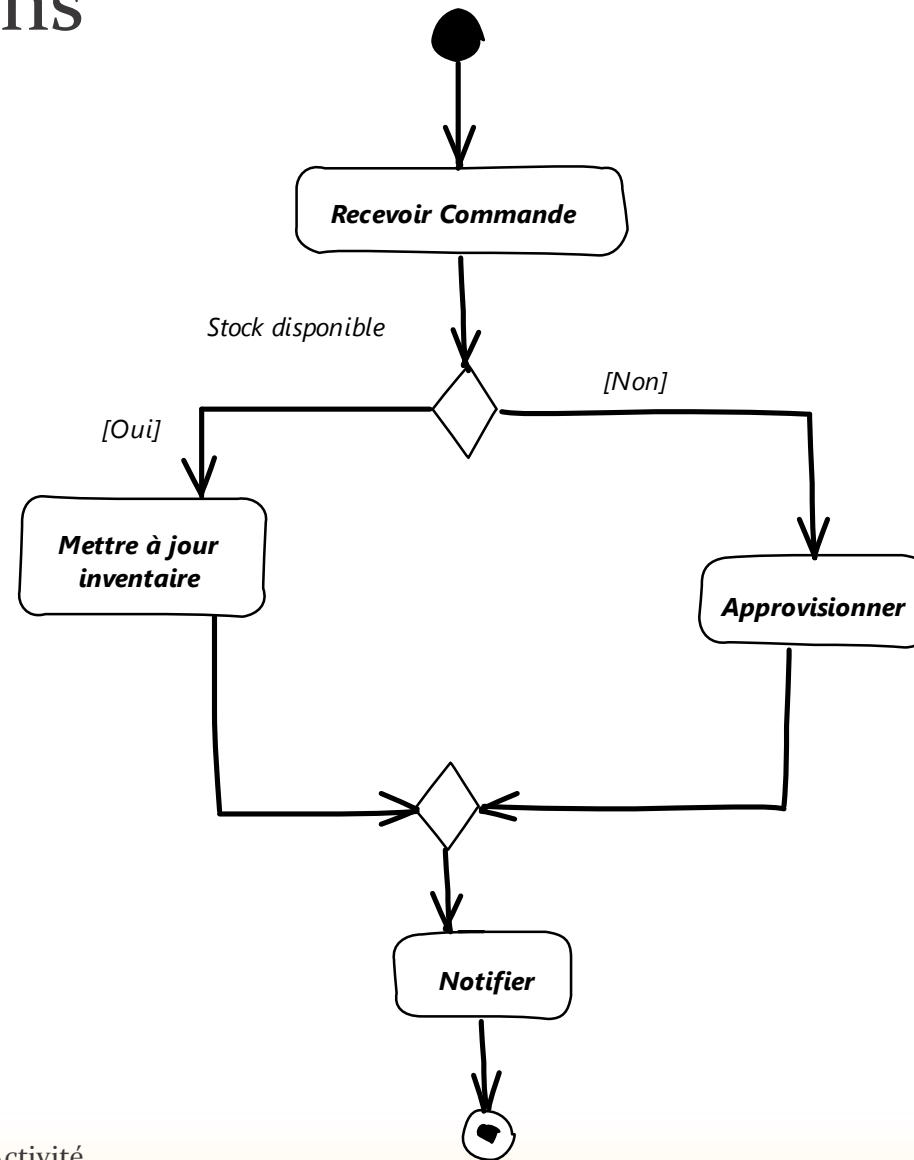 Recevoir Commande
Stock disponible
[Non]
[Oui]
Mettre à jour
inventaire
Approvisionner
Notifier